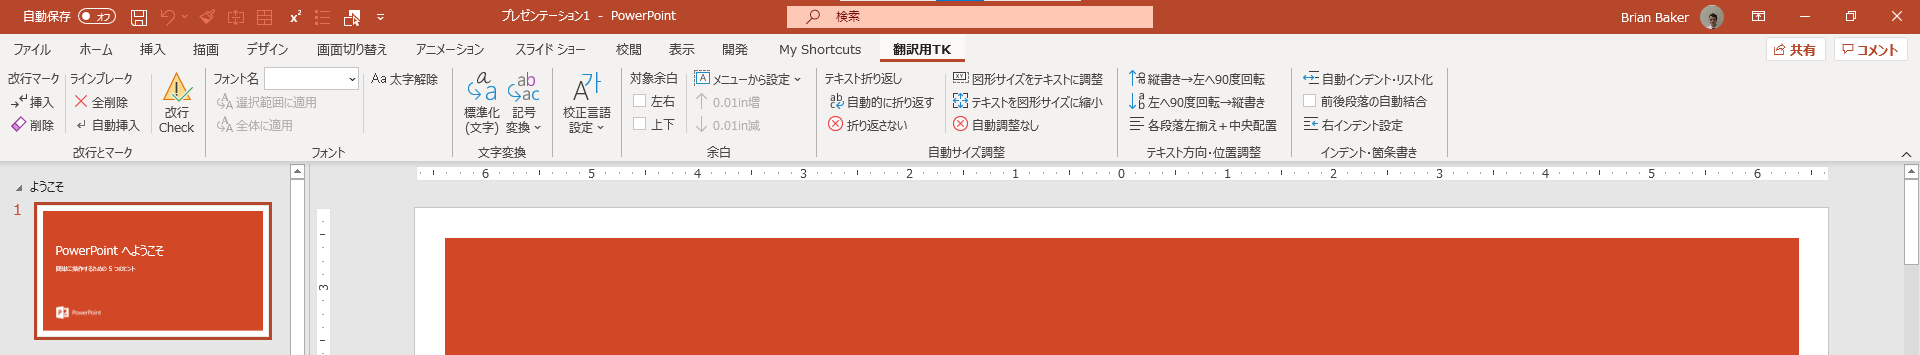 自動保存 オフ プレゼンテーション1 - PowerPoint 検索 Brian Baker
ファイル ホーム 挿入 描画 デザイン 画面切り替え アニメーション スライド ショー 校閲 表示 開発 My Shortcuts 翻訳用TK 共有 コメント
改行マーク ラインブレーク フォント名 Aa 太字解除 対象余白 メニューから設定 テキスト折り返し 図形サイズをテキストに調整 縦書き→左へ90度回転 自動インデント・リスト化
挿入 全削除 選択範囲に適用 左右 0.01in増 自動的に折り返す テキストを図形サイズに縮小 左へ90度回転→縦書き 前後段落の自動結合
削除 自動挿入 全体に適用 上下 0.01in減 折り返さない 自動調整なし 各段落左揃え+中央配置 右インデント設定
改行
Check
標準化
(文字)
記号
変換
校正言語
設定
改行とマーク フォント 文字変換 余白 自動サイズ調整 テキスト方向・位置調整 インデント・箇条書き
6 5 4 3 2 1 0 1 2 3 4 5 6
ようこそ
1
PowerPoint へようこそ
簡単に操作するための 5 つのヒント
PowerPoint
3